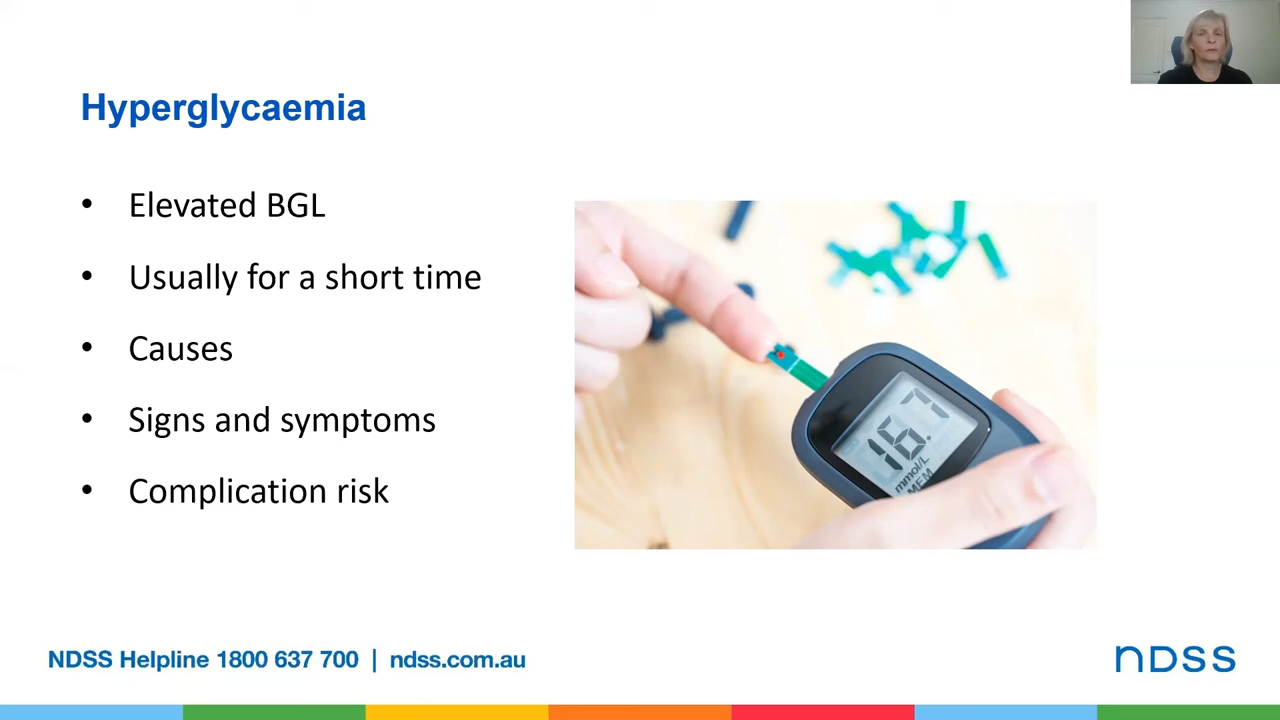 Hyperglycaemia
• Elevated BGL
• Usually for a short time
• Causes
• Signs and symptoms
• Complication risk
16.7
mmol/L
MEM
NDSS Helpline 1800 637 700 | ndss.com.au
ndss